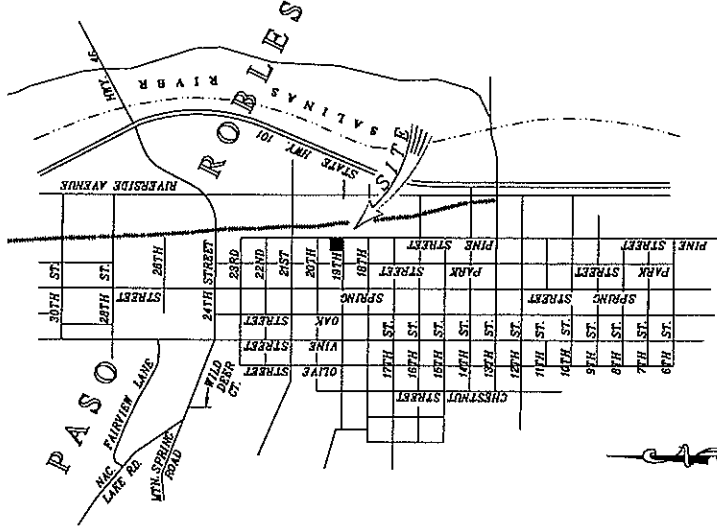 PASO ROBLES
HWY. 46
SALINAS RIVER
STATE HWY. 101
SITE
RIVERSIDE AVENUE
PINE STREET
PINE STREET
PINE
PARK STREET
PARK STREET
SPRING STREET
SPRING STREET
OAK STREET
VINE STREET
OLIVE STREET
CHESTNUT STREET
30TH ST.
28TH ST.
26TH
24TH STREET
23RD
22ND
21ST
20TH
19TH
18TH
17TH ST.
16TH ST.
15TH ST.
14TH ST.
13TH ST.
12TH ST.
11TH ST.
10TH ST.
9TH ST.
8TH ST.
7TH ST.
6TH ST.
FAIRVIEW LANE
WILD
DEER
CT.
NAC.
LAKE RD.
MTN. SPRING
ROAD